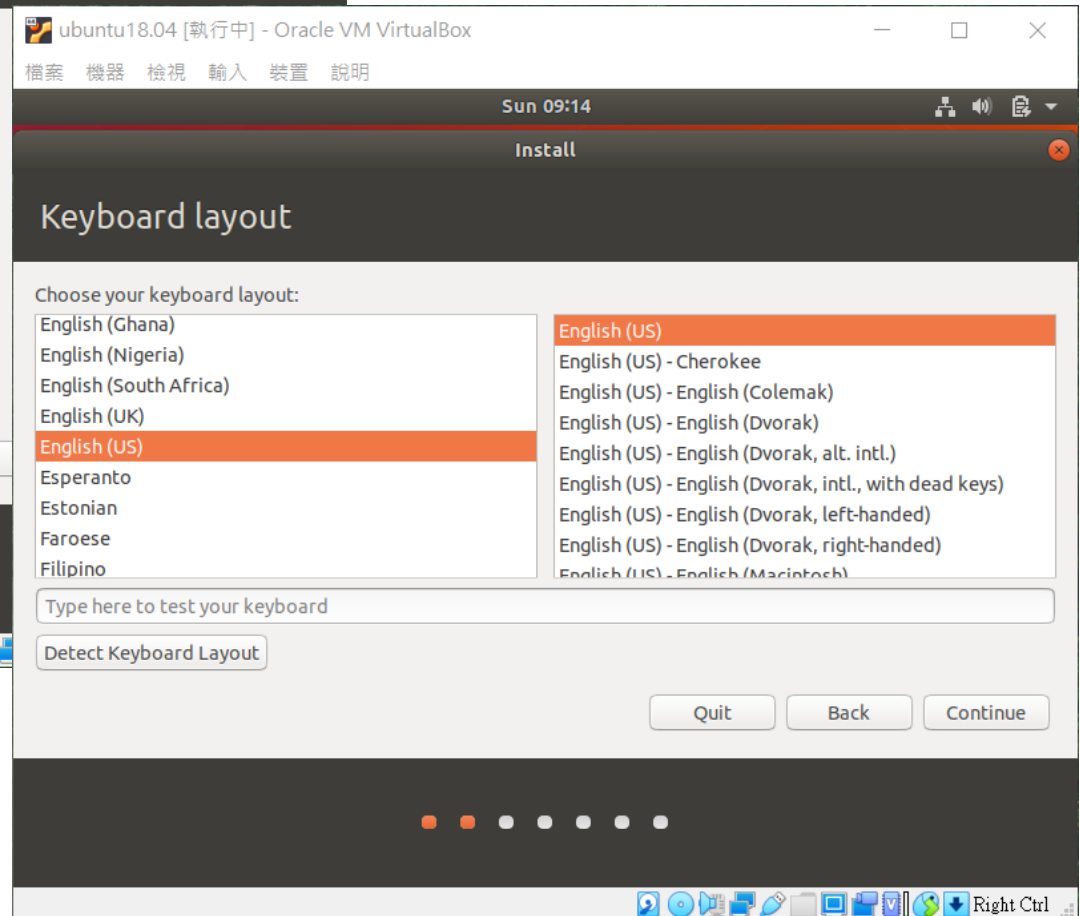 ubuntu18.04 [執行中] - Oracle VM VirtualBox
檔案 機器 檢視 輸入 裝置 說明
Sun 09:14
Install
Keyboard layout
Choose your keyboard layout:
English (Ghana)
English (Nigeria)
English (South Africa)
English (UK)
English (US)
Esperanto
Estonian
Faroese
Filipino
English (US)
English (US) - Cherokee
English (US) - English (Colemak)
English (US) - English (Dvorak)
English (US) - English (Dvorak, alt. intl.)
English (US) - English (Dvorak, intl., with dead keys)
English (US) - English (Dvorak, left-handed)
English (US) - English (Dvorak, right-handed)
English (US) - English (Macintosh)
Type here to test your keyboard
Detect Keyboard Layout
Quit Back Continue
Right Ctrl